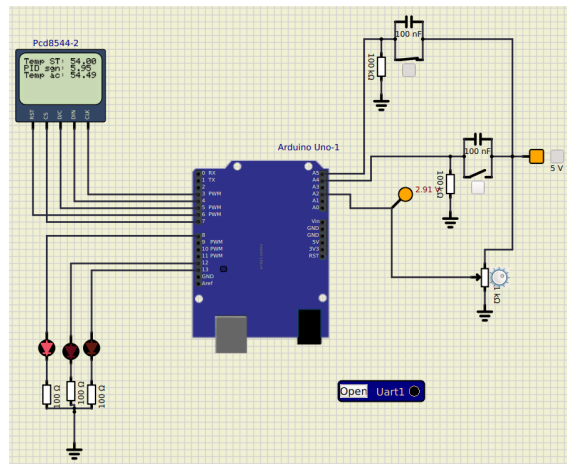 100 nF
Pcd8544-2
Temp ST: 54.00
PID sgn: 5.95
Temp ac: 54.49
100 kΩ
RST
CS
D/C
DIN
CLK
Arduino Uno-1
100 nF
5 V
100 kΩ
2.91 V
0 RX
1 TX
2
3 PWM
4
5 PWM
6 PWM
7
8
9 PWM
10 PWM
11 PWM
12
13
GND
Aref
A5
A4
A3
A2
A1
A0
Vin
GND
GND
5V
3V3
RST
1 kΩ
100 Ω
100 Ω
100 Ω
Open Uart1